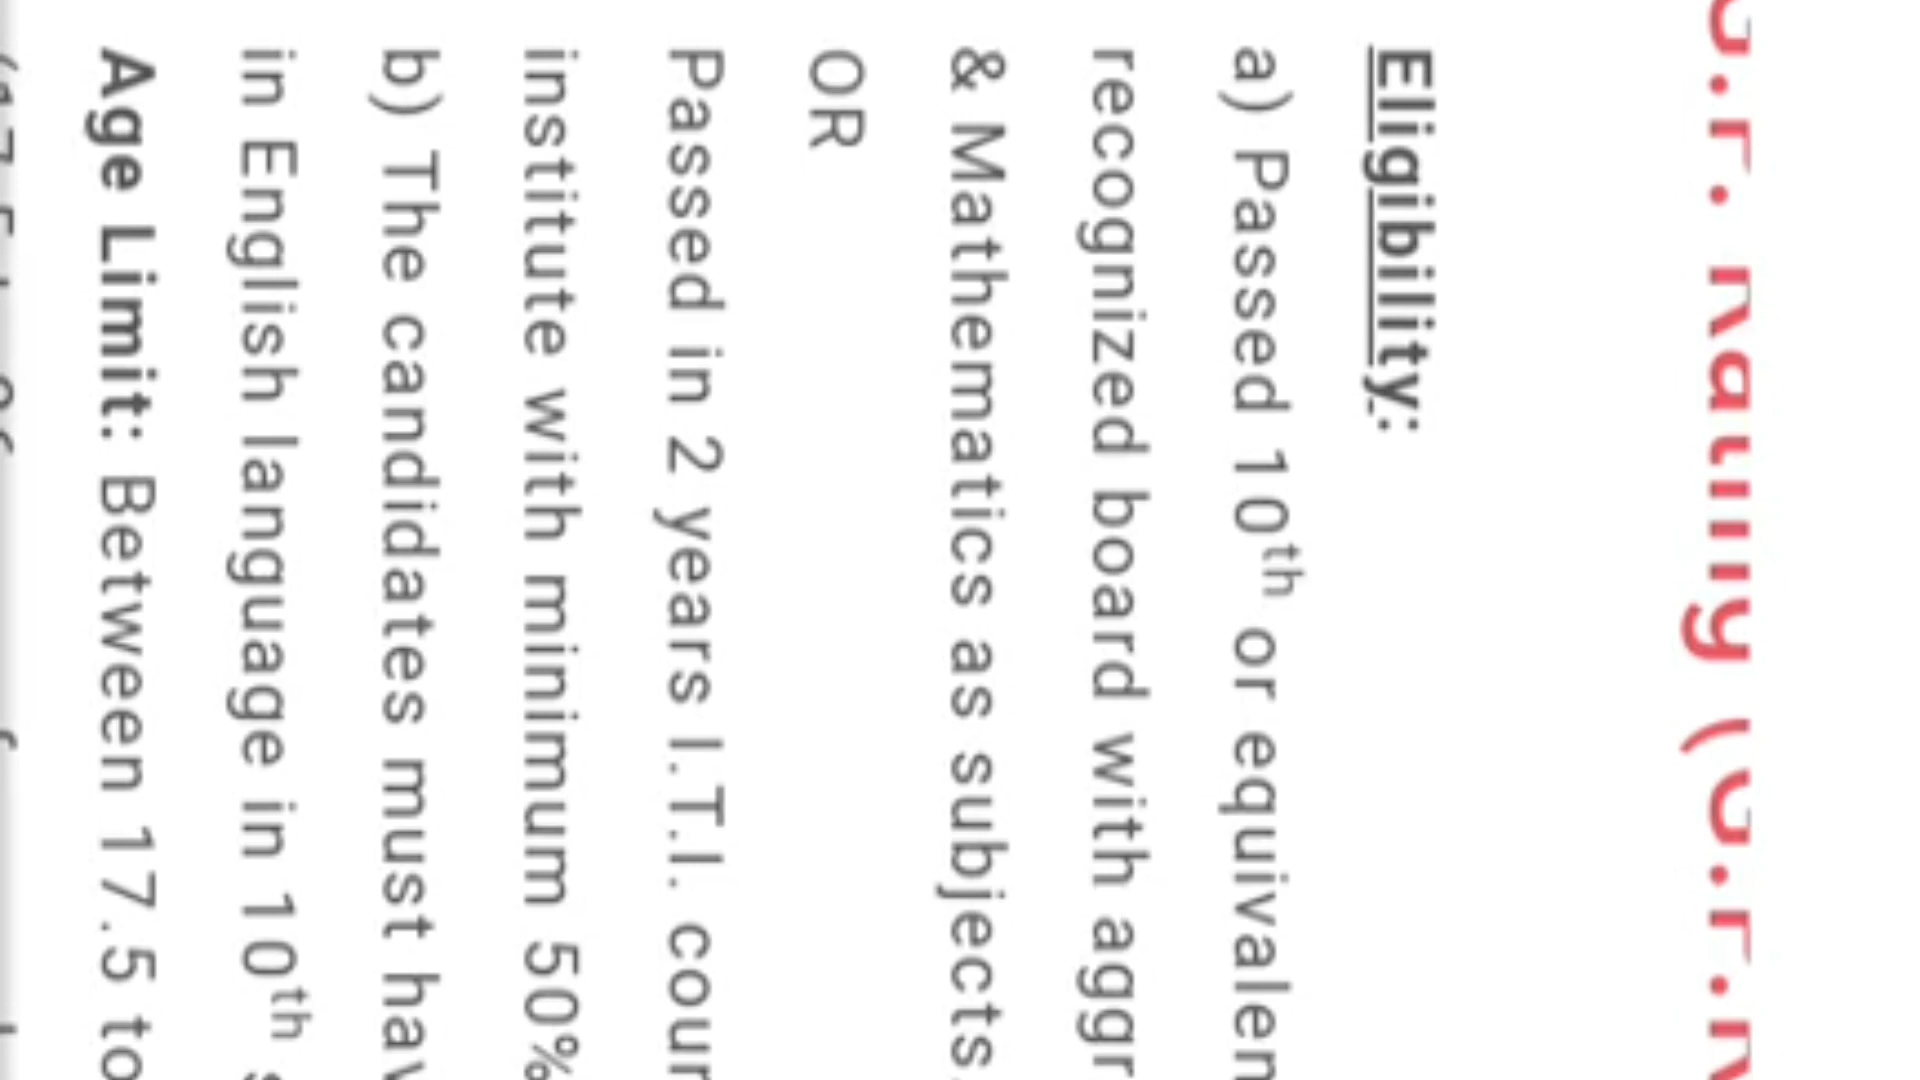 Eligibility:
a) Passed 10th or equivalen
recognized board with aggr
& Mathematics as subjects.
OR
Passed in 2 years I.T.I. cour
institute with minimum 50%
b) The candidates must hav
in English language in 10th s
Age Limit: Between 17.5 to